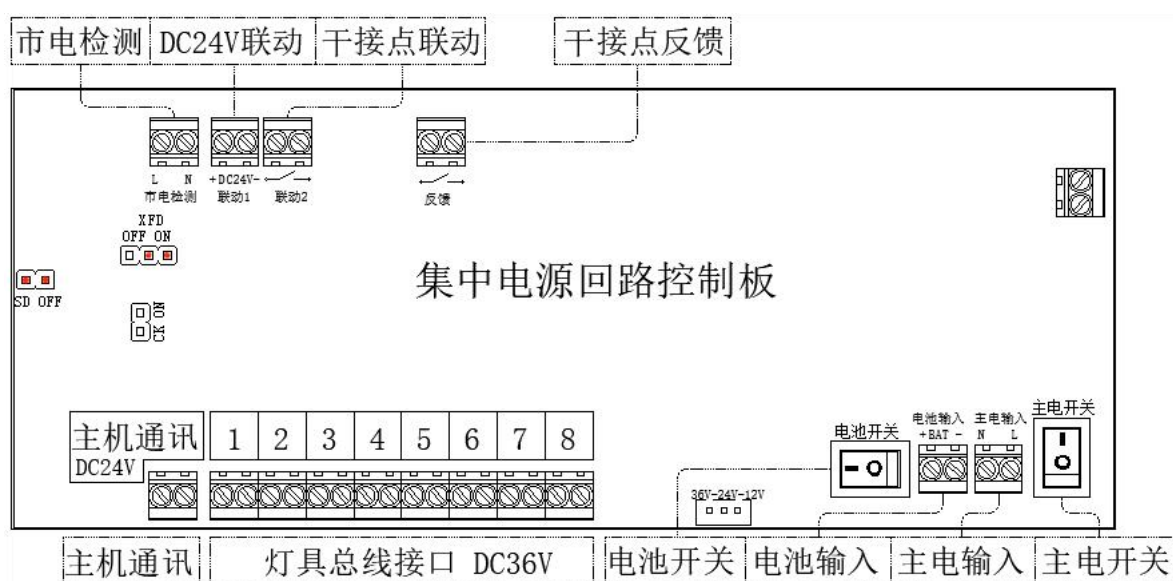 市电检测 DC24V联动 干接点联动 干接点反馈
L N +DC24V-
市电检测 联动1 联动2 反馈
XFD
OFF ON
SD OFF
CK ON
集中电源回路控制板
主机通讯 1 2 3 4 5 6 7 8
DC24V
电池开关 电池输入 主电输入 主电开关
+BAT - N L
36V-24V-12V
主机通讯 灯具总线接口 DC36V 电池开关 电池输入 主电输入 主电开关